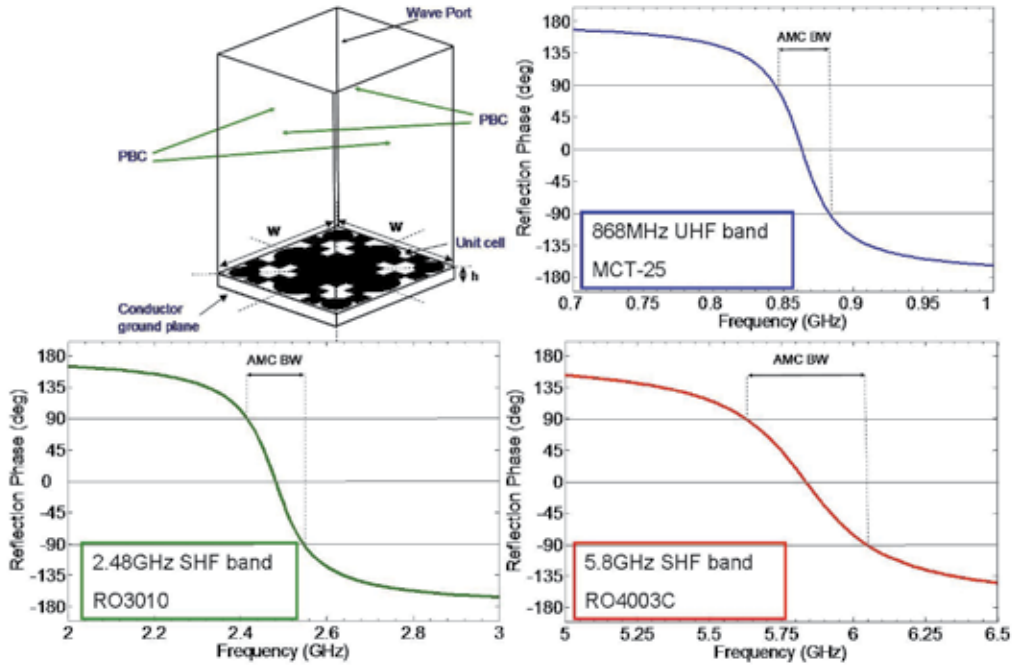 Wave Port
PBC
PBC
W
W
Unit cell
h
Conductor
ground plane
Reflection Phase (deg)
180
135
90
45
0
-45
-90
-135
-180
AMC BW
868MHz UHF band
MCT-25
0.7
0.75
0.8
0.85
0.9
0.95
1
Frequency (GHz)
Reflection Phase (deg)
180
135
90
45
0
-45
-90
-135
-180
AMC BW
2.48GHz SHF band
RO3010
2
2.2
2.4
2.6
2.8
3
Frequency (GHz)
Reflection Phase (deg)
180
135
90
45
0
-45
-90
-135
-180
AMC BW
5.8GHz SHF band
RO4003C
5
5.25
5.5
5.75
6
6.25
6.5
Frequency (GHz)